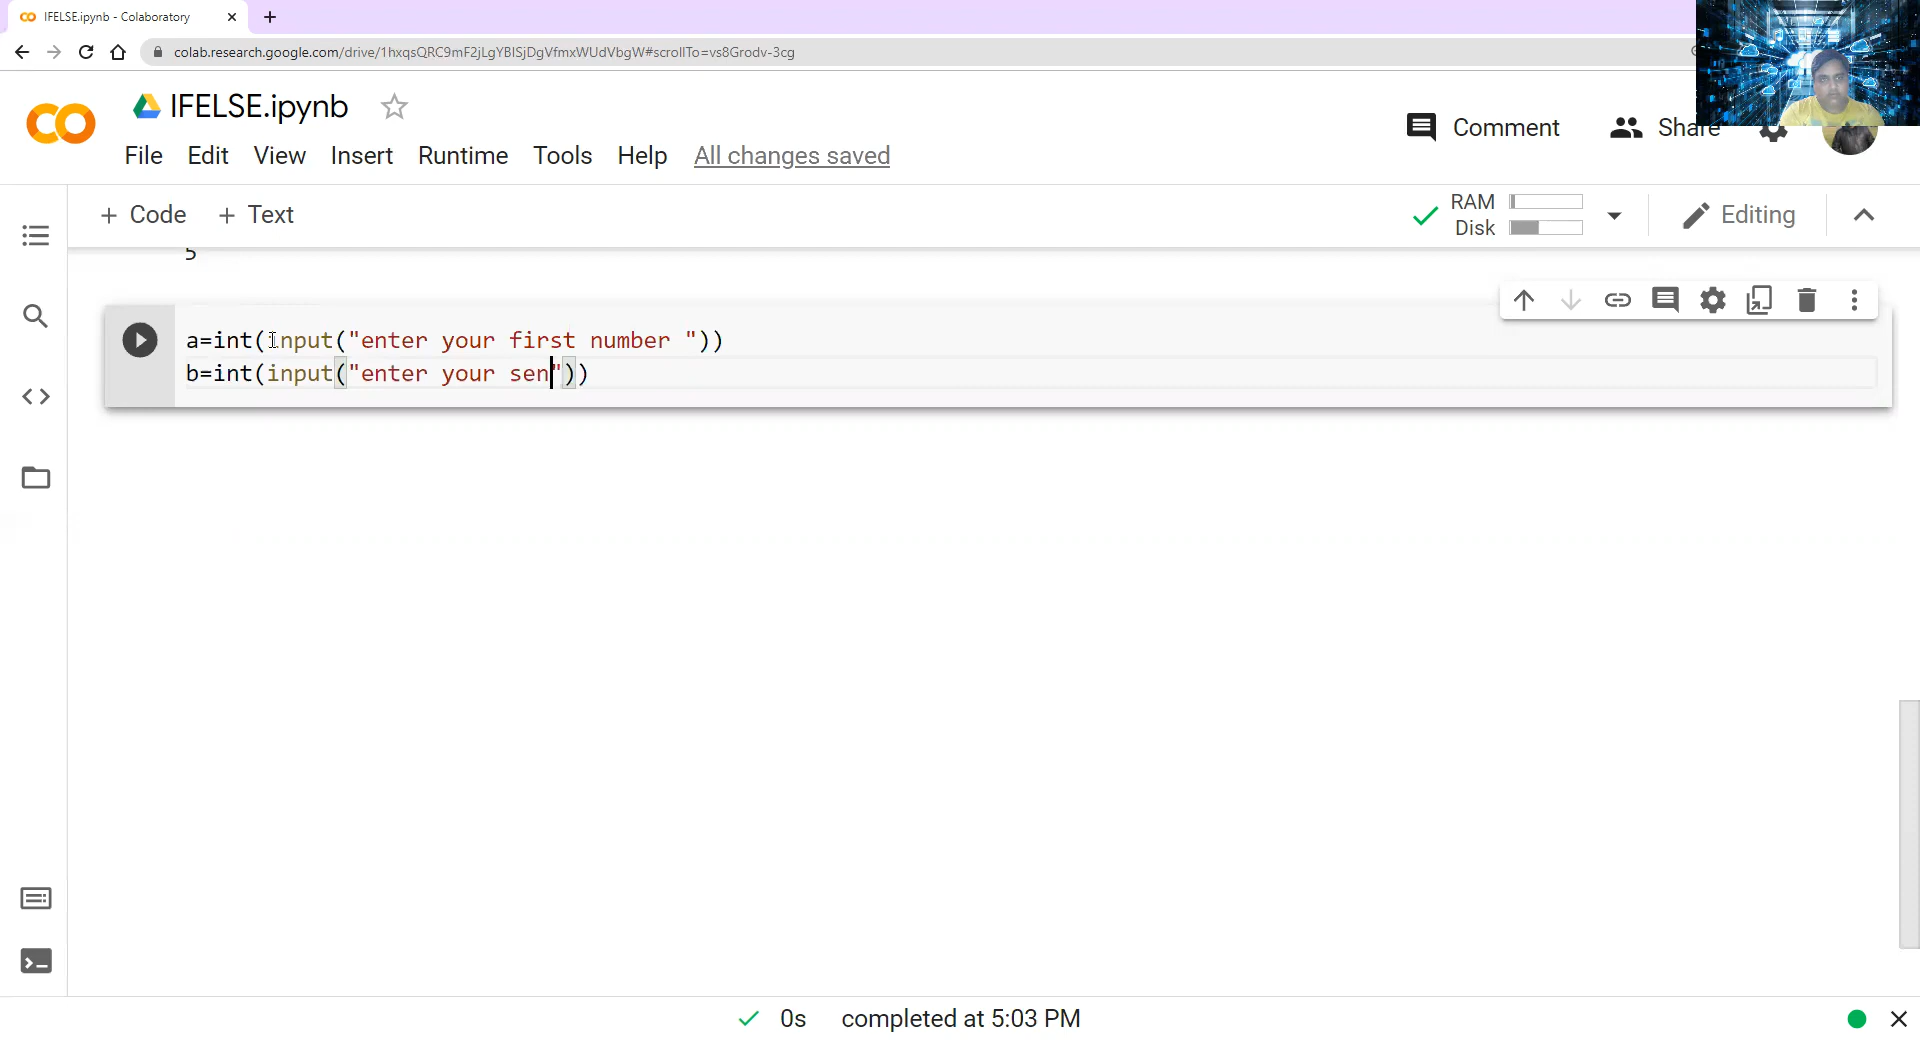 IFELSE.ipynb - Colaboratory
colab.research.google.com/drive/1hxqsQRC9mF2jLgYBISjDgVfmxWUdVbgW#scrollTo=vs8Grodv-3cg
IFELSE.ipynb
Comment
Share
File Edit View Insert Runtime Tools Help All changes saved
+ Code + Text
RAM
Disk
Editing
5
a=int(input("enter your first number "))
b=int(input("enter your sen"))
0s completed at 5:03 PM